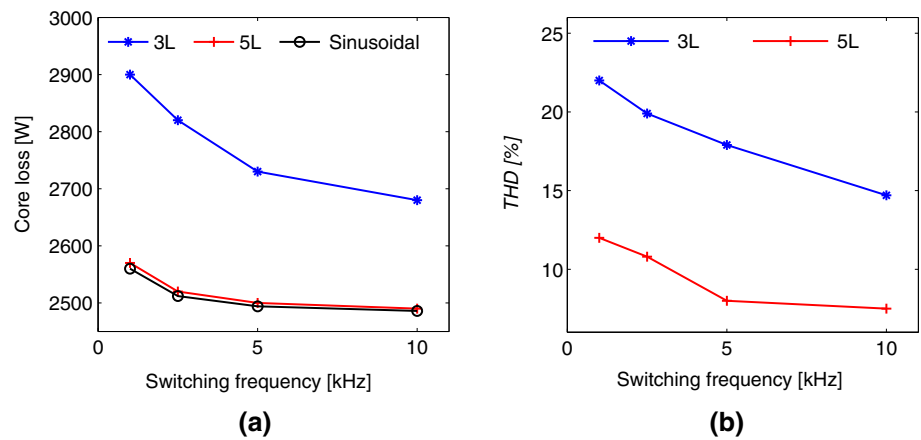 3000
2900
2800
2700
2600
2500
0
5
10
Core loss [W]
Switching frequency [kHz]
3L
5L
Sinusoidal
(a)
25
20
15
10
0
5
10
THD [%]
Switching frequency [kHz]
3L
5L
(b)